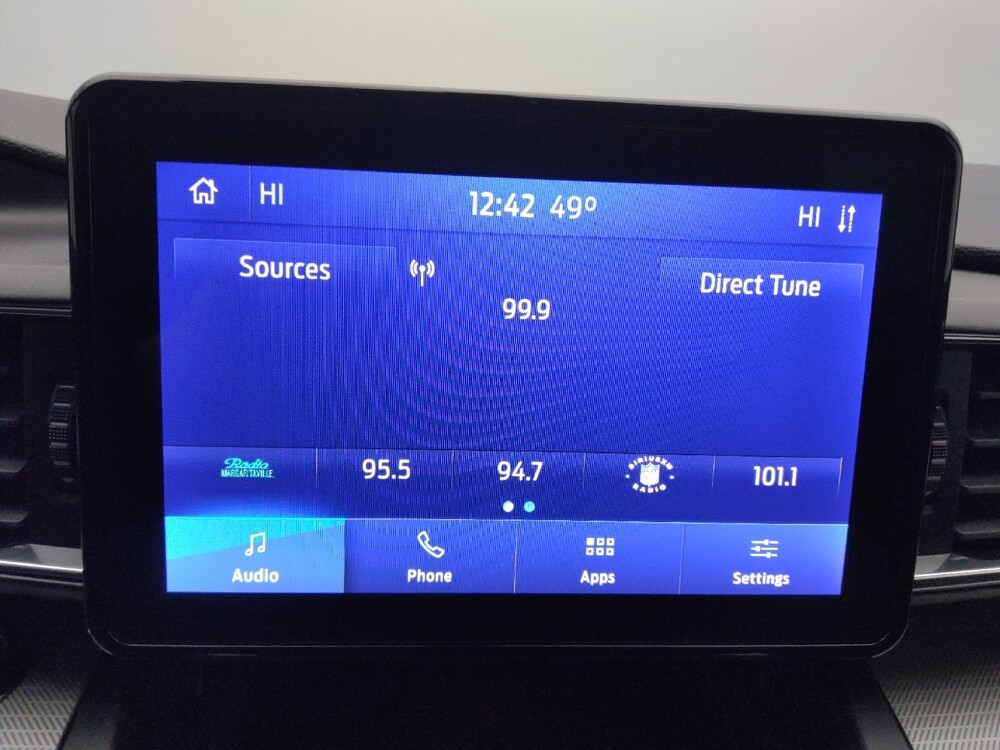 HI 12:42 49° HI
Sources
Direct Tune
99.9
Radio
MARGARITAVILLE
95.5
94.7
SIRIUSXM
RADIO
101.1
Audio
Phone
Apps
Settings